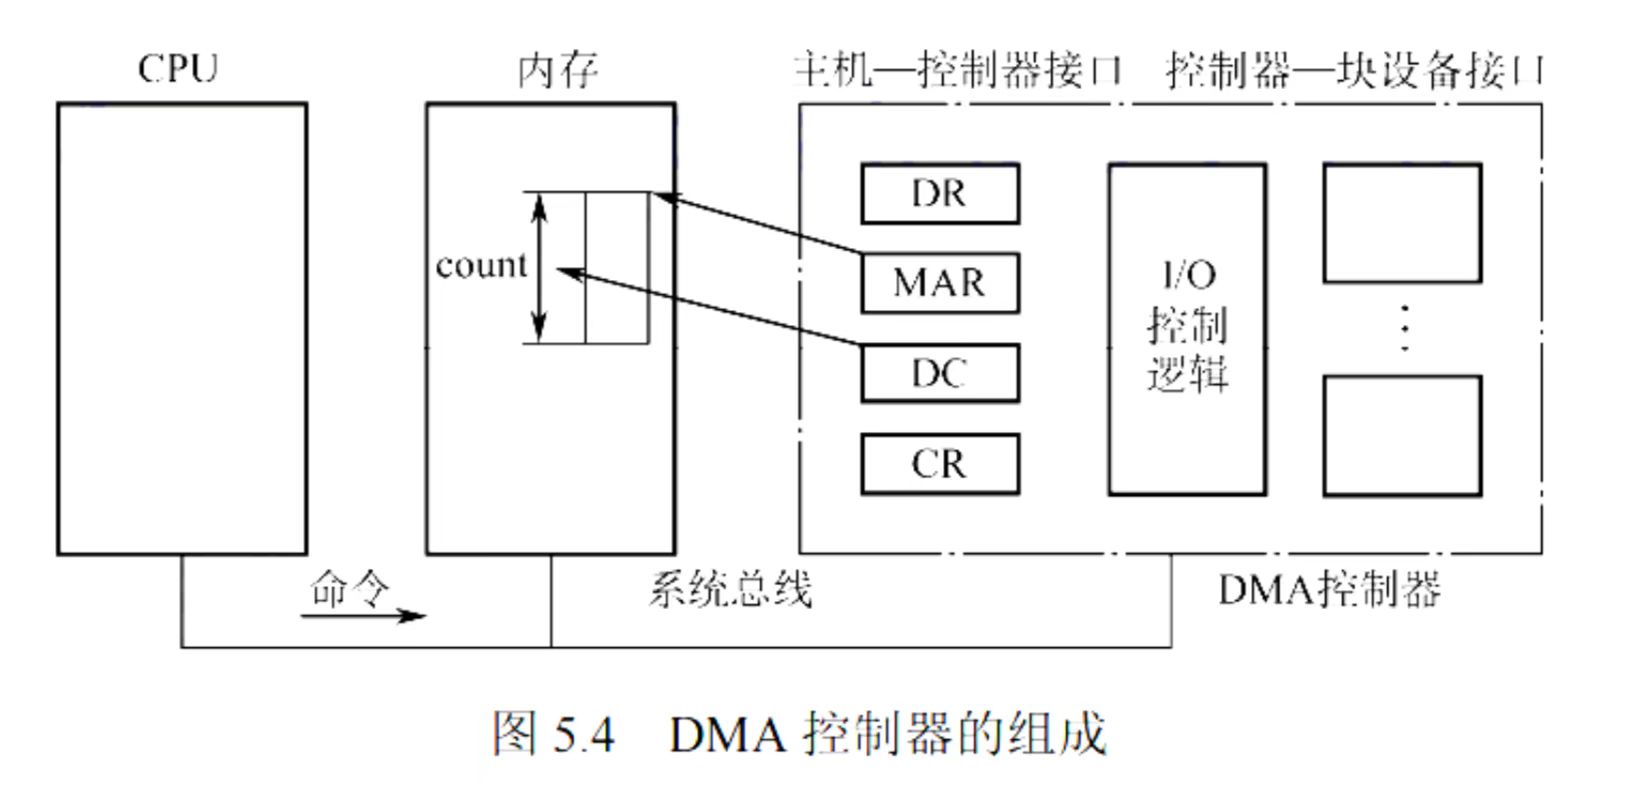 CPU
内存
主机—控制器接口
控制器—块设备接口
DR
MAR
DC
CR
count
I/O
控制
逻辑
命令
系统总线
DMA控制器
图 5.4 DMA 控制器的组成